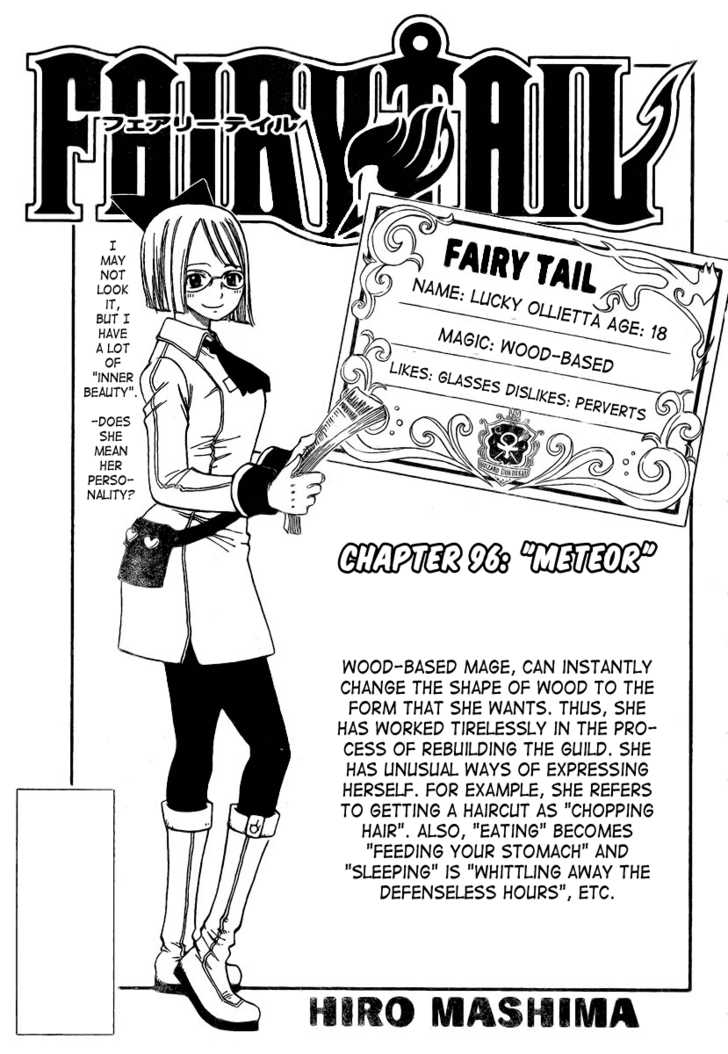 FAIRY TAIL
フェアリーテイル
I
MAY
NOT
LOOK
IT,
BUT I
HAVE
A LOT
OF
"INNER
BEAUTY".
-DOES
SHE
MEAN
HER
PERSO-
NALITY?
FAIRY TAIL
NAME: LUCKY OLLIETTA AGE: 18
MAGIC: WOOD-BASED
LIKES: GLASSES DISLIKES: PERVERTS
CHAPTER 96: "METEOR"
WOOD-BASED MAGE, CAN INSTANTLY
CHANGE THE SHAPE OF WOOD TO THE
FORM THAT SHE WANTS. THUS, SHE
HAS WORKED TIRELESSLY IN THE PRO-
CESS OF REBUILDING THE GUILD. SHE
HAS UNUSUAL WAYS OF EXPRESSING
HERSELF. FOR EXAMPLE, SHE REFERS
TO GETTING A HAIRCUT AS "CHOPPING
HAIR". ALSO, "EATING" BECOMES
"FEEDING YOUR STOMACH" AND
"SLEEPING" IS "WHITTLING AWAY THE
DEFENSELESS HOURS", ETC.
HIRO MASHIMA